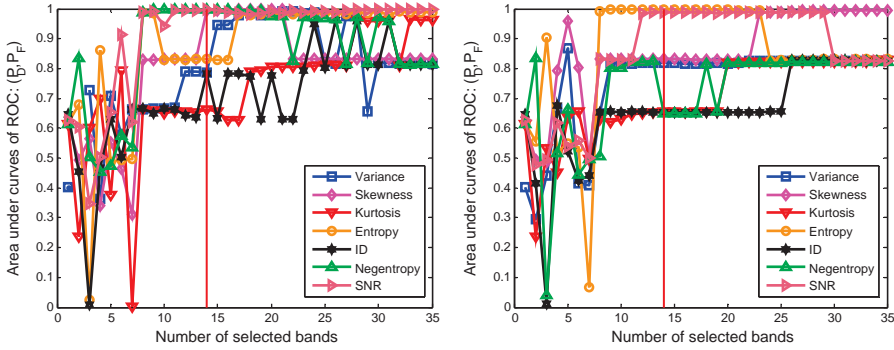 Area under curves of ROC: (P_D,P_F)
1
0.9
0.8
0.7
0.6
0.5
0.4
0.3
0.2
0.1
0
0 5 10 15 20 25 30 35
Number of selected bands
Variance
Skewness
Kurtosis
Entropy
ID
Negentropy
SNR
Area under curves of ROC: (P_D,P_F)
1
0.9
0.8
0.7
0.6
0.5
0.4
0.3
0.2
0.1
0
0 5 10 15 20 25 30 35
Number of selected bands
Variance
Skewness
Kurtosis
Entropy
ID
Negentropy
SNR